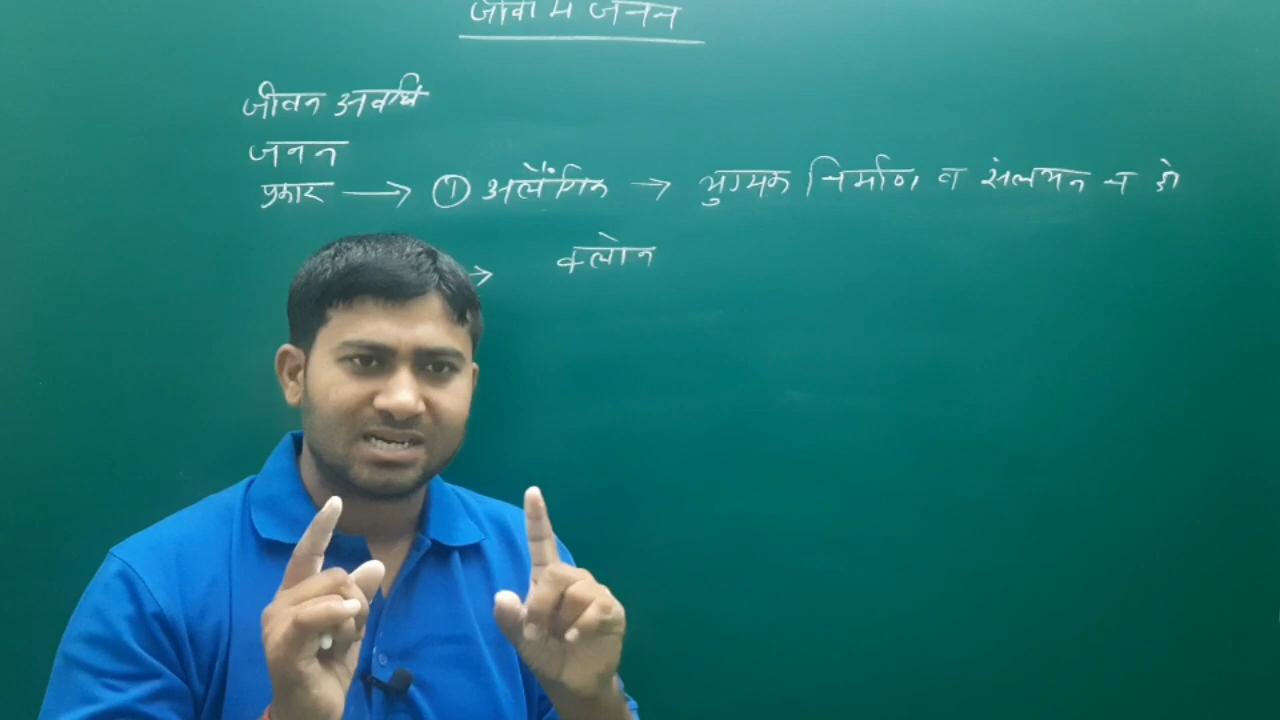 जीवों में जनन
जीवन अवधि
जनन
प्रकार → ① अलैंगिक → युग्मक निर्माण व संलयन न हो
→ क्लोन